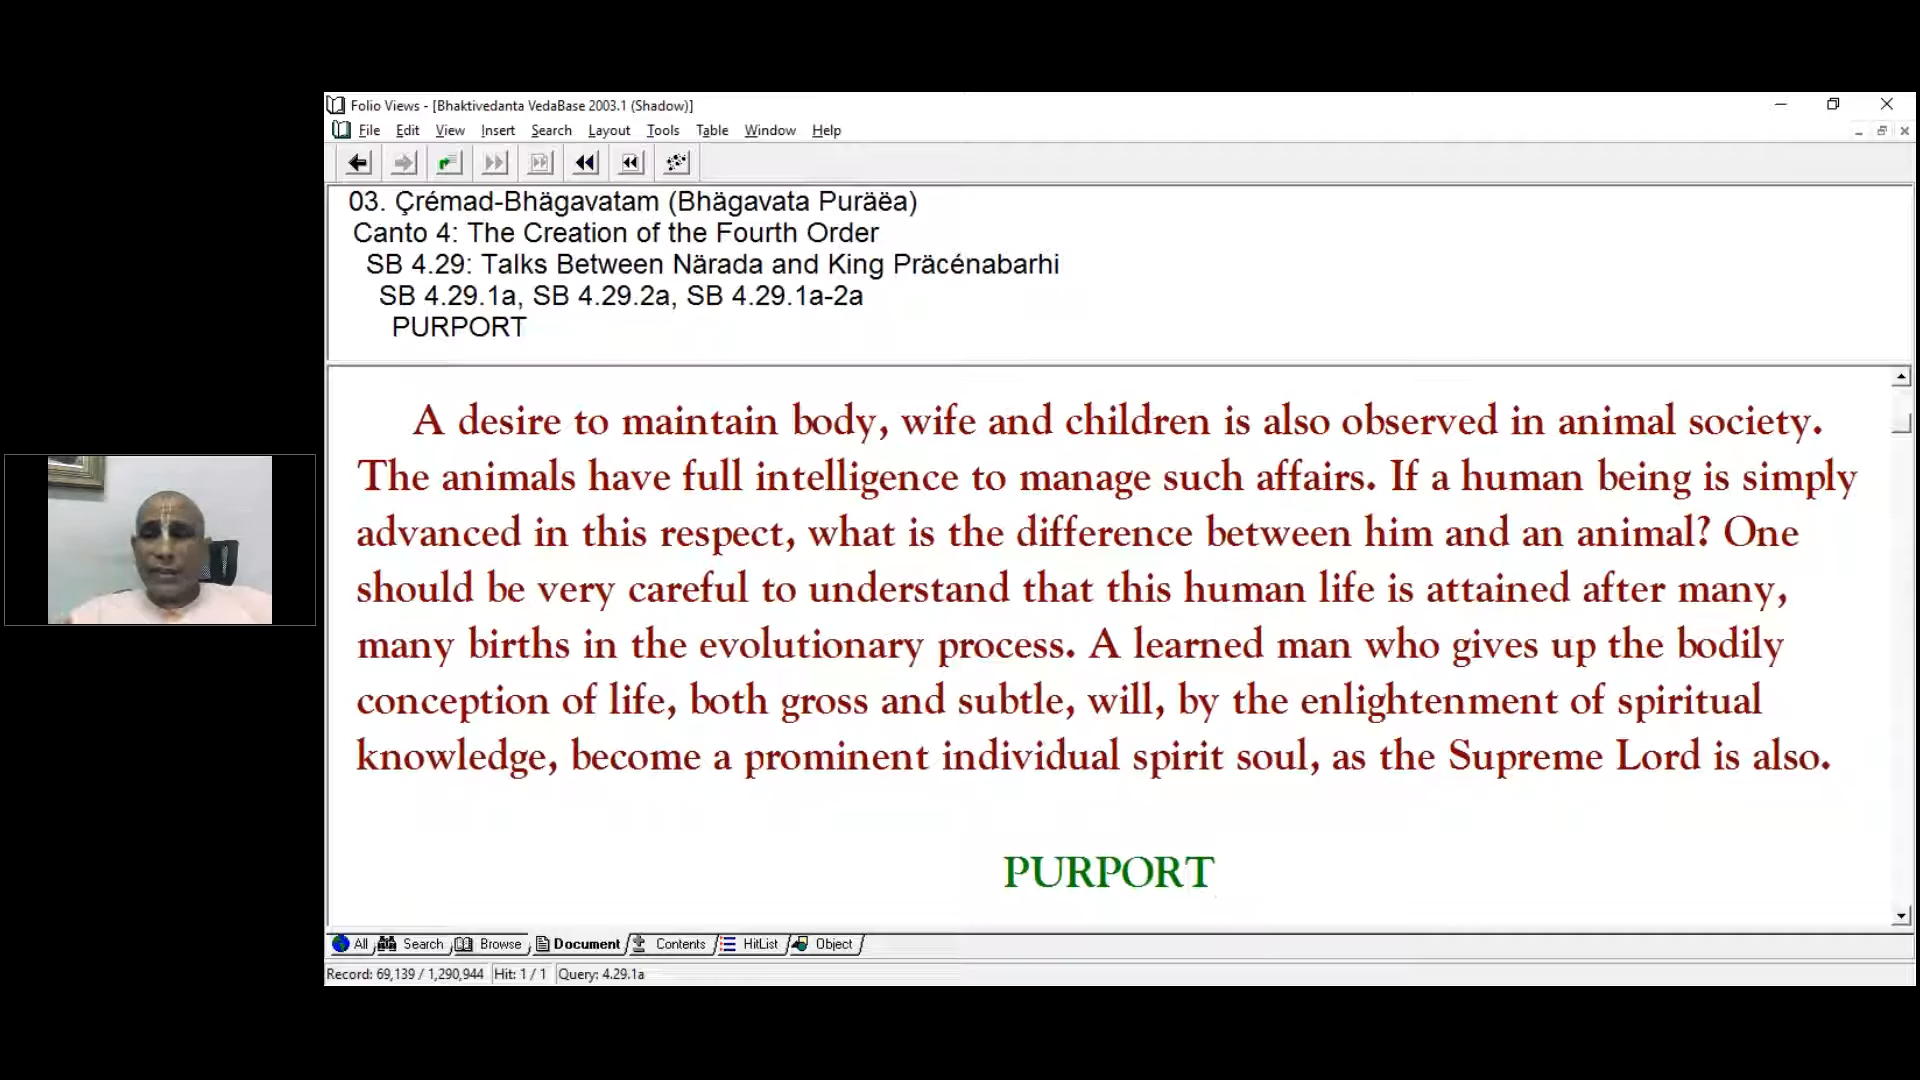 Folio Views - [Bhaktivedanta VedaBase 2003.1 (Shadow)]
File Edit View Insert Search Layout Tools Table Window Help
03. Çrémad-Bhägavatam (Bhägavata Puräëa)
Canto 4: The Creation of the Fourth Order
SB 4.29: Talks Between Närada and King Präcénabarhi
SB 4.29.1a, SB 4.29.2a, SB 4.29.1a-2a
PURPORT
A desire to maintain body, wife and children is also observed in animal society.
The animals have full intelligence to manage such affairs. If a human being is simply
advanced in this respect, what is the difference between him and an animal? One
should be very careful to understand that this human life is attained after many,
many births in the evolutionary process. A learned man who gives up the bodily
conception of life, both gross and subtle, will, by the enlightenment of spiritual
knowledge, become a prominent individual spirit soul, as the Supreme Lord is also.
PURPORT
All Search Browse Document Contents HitList Object
Record: 69,139 / 1,290,944 Hit: 1 / 1 Query: 4.29.1a